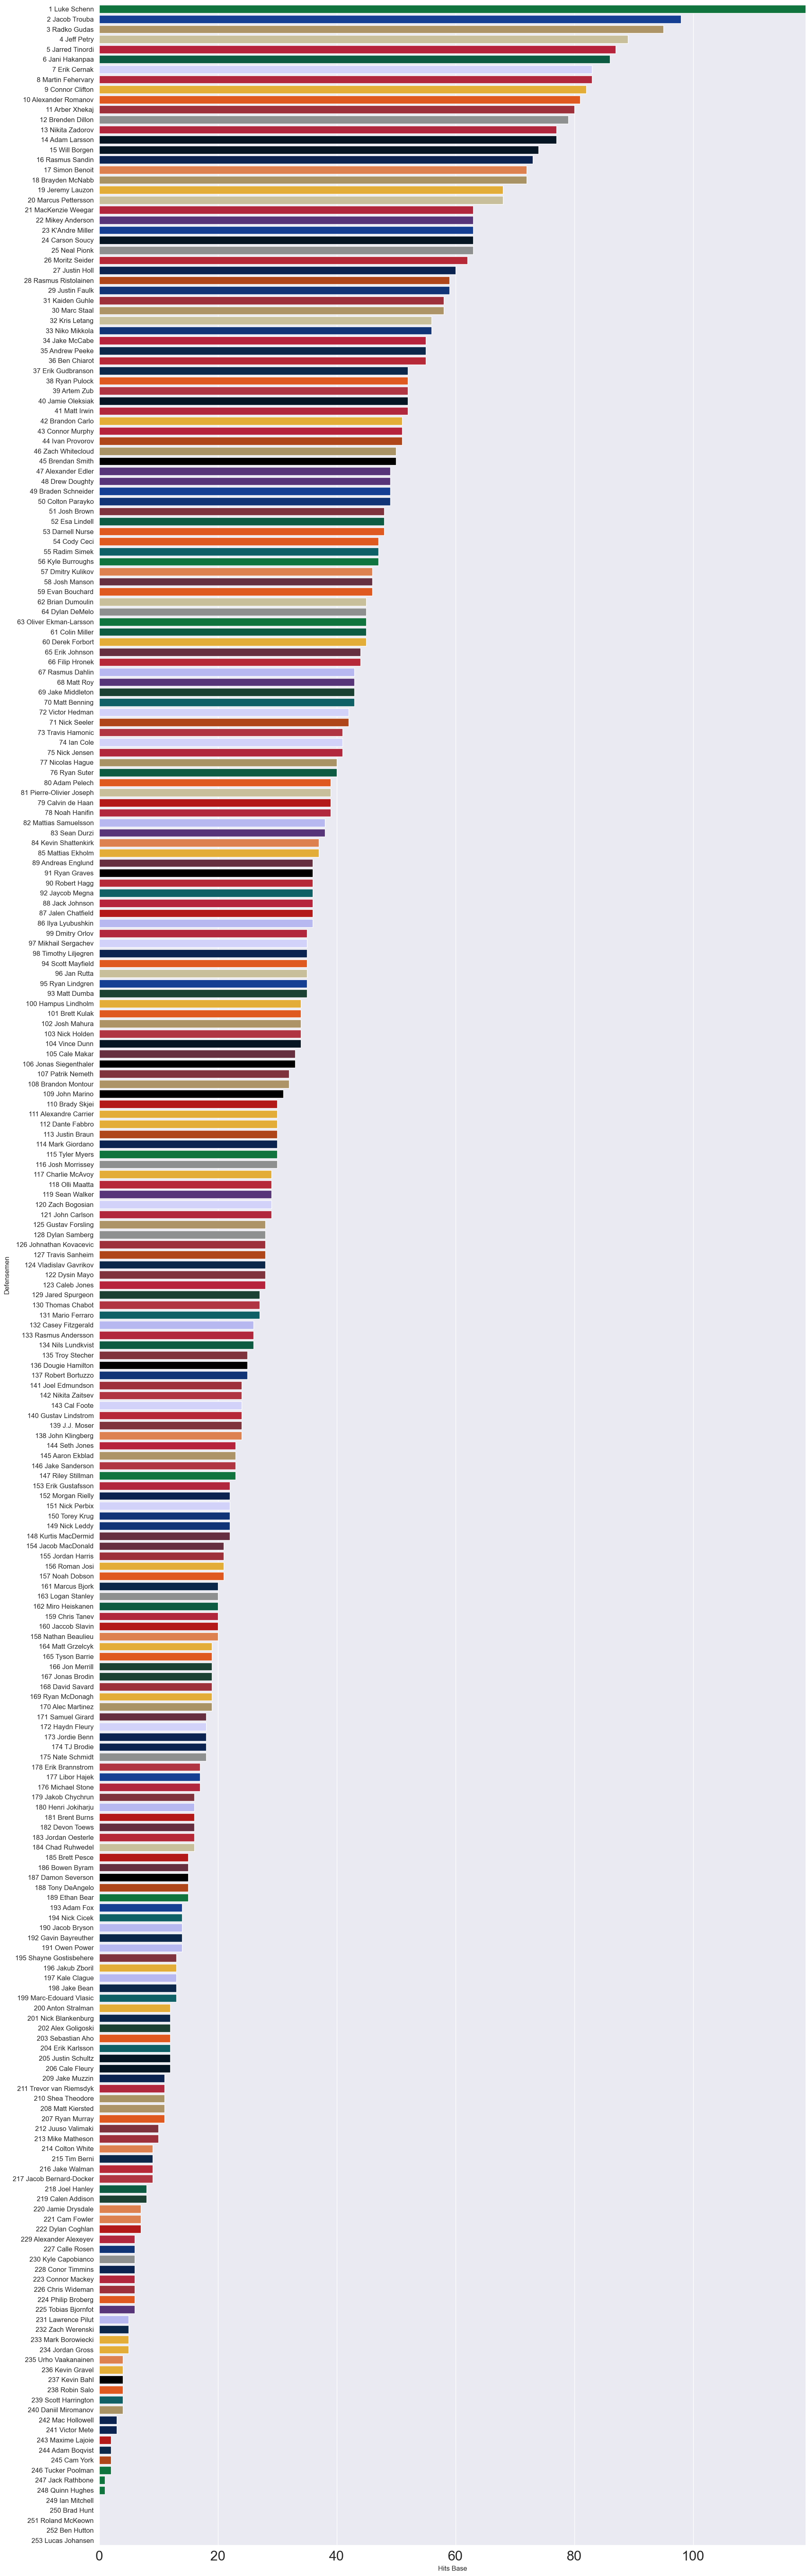 1 Luke Schenn
2 Jacob Trouba
3 Radko Gudas
4 Jeff Petry
5 Jarred Tinordi
6 Jani Hakanpaa
7 Erik Cernak
8 Martin Fehervary
9 Connor Clifton
10 Alexander Romanov
11 Arber Xhekaj
12 Brenden Dillon
13 Nikita Zadorov
14 Adam Larsson
15 Will Borgen
16 Rasmus Sandin
17 Simon Benoit
18 Brayden McNabb
19 Jeremy Lauzon
20 Marcus Pettersson
21 MacKenzie Weegar
22 Mikey Anderson
23 K'Andre Miller
24 Carson Soucy
25 Neal Pionk
26 Moritz Seider
27 Justin Holl
28 Rasmus Ristolainen
29 Justin Faulk
31 Kaiden Guhle
30 Marc Staal
32 Kris Letang
33 Niko Mikkola
34 Jake McCabe
35 Andrew Peeke
36 Ben Chiarot
37 Erik Gudbranson
38 Ryan Pulock
39 Artem Zub
40 Jamie Oleksiak
41 Matt Irwin
42 Brandon Carlo
43 Connor Murphy
44 Ivan Provorov
46 Zach Whitecloud
45 Brendan Smith
47 Alexander Edler
48 Drew Doughty
49 Braden Schneider
50 Colton Parayko
51 Josh Brown
52 Esa Lindell
53 Darnell Nurse
54 Cody Ceci
55 Radim Simek
56 Kyle Burroughs
57 Dmitry Kulikov
58 Josh Manson
59 Evan Bouchard
62 Brian Dumoulin
64 Dylan DeMelo
63 Oliver Ekman-Larsson
61 Colin Miller
60 Derek Forbort
65 Erik Johnson
66 Filip Hronek
67 Rasmus Dahlin
68 Matt Roy
69 Jake Middleton
70 Matt Benning
72 Victor Hedman
71 Nick Seeler
73 Travis Hamonic
74 Ian Cole
75 Nick Jensen
77 Nicolas Hague
76 Ryan Suter
80 Adam Pelech
81 Pierre-Olivier Joseph
79 Calvin de Haan
78 Noah Hanifin
82 Mattias Samuelsson
83 Sean Durzi
84 Kevin Shattenkirk
85 Mattias Ekholm
89 Andreas Englund
91 Ryan Graves
90 Robert Hagg
92 Jaycob Megna
88 Jack Johnson
87 Jalen Chatfield
86 Ilya Lyubushkin
99 Dmitry Orlov
97 Mikhail Sergachev
98 Timothy Liljegren
94 Scott Mayfield
96 Jan Rutta
95 Ryan Lindgren
93 Matt Dumba
100 Hampus Lindholm
101 Brett Kulak
102 Josh Mahura
103 Nick Holden
104 Vince Dunn
105 Cale Makar
106 Jonas Siegenthaler
107 Patrik Nemeth
108 Brandon Montour
109 John Marino
110 Brady Skjei
111 Alexandre Carrier
112 Dante Fabbro
113 Justin Braun
114 Mark Giordano
115 Tyler Myers
116 Josh Morrissey
117 Charlie McAvoy
118 Olli Maatta
119 Sean Walker
120 Zach Bogosian
121 John Carlson
125 Gustav Forsling
128 Dylan Samberg
126 Johnathan Kovacevic
127 Travis Sanheim
124 Vladislav Gavrikov
122 Dysin Mayo
123 Caleb Jones
129 Jared Spurgeon
130 Thomas Chabot
131 Mario Ferraro
132 Casey Fitzgerald
133 Rasmus Andersson
134 Nils Lundkvist
135 Troy Stecher
136 Dougie Hamilton
137 Robert Bortuzzo
141 Joel Edmundson
142 Nikita Zaitsev
143 Cal Foote
140 Gustav Lindstrom
139 J.J. Moser
138 John Klingberg
144 Seth Jones
145 Aaron Ekblad
146 Jake Sanderson
147 Riley Stillman
153 Erik Gustafsson
152 Morgan Rielly
151 Nick Perbix
150 Torey Krug
149 Nick Leddy
148 Kurtis MacDermid
154 Jacob MacDonald
155 Jordan Harris
156 Roman Josi
157 Noah Dobson
161 Marcus Bjork
163 Logan Stanley
162 Miro Heiskanen
159 Chris Tanev
160 Jaccob Slavin
158 Nathan Beaulieu
164 Matt Grzelcyk
165 Tyson Barrie
166 Jon Merrill
167 Jonas Brodin
168 David Savard
169 Ryan McDonagh
170 Alec Martinez
171 Samuel Girard
172 Haydn Fleury
173 Jordie Benn
174 TJ Brodie
175 Nate Schmidt
178 Erik Brannstrom
177 Libor Hajek
176 Michael Stone
179 Jakob Chychrun
180 Henri Jokiharju
181 Brent Burns
182 Devon Toews
183 Jordan Oesterle
184 Chad Ruhwedel
185 Brett Pesce
186 Bowen Byram
187 Damon Severson
188 Tony DeAngelo
189 Ethan Bear
193 Adam Fox
194 Nick Cicek
190 Jacob Bryson
192 Gavin Bayreuther
191 Owen Power
195 Shayne Gostisbehere
196 Jakub Zboril
197 Kale Clague
198 Jake Bean
199 Marc-Edouard Vlasic
200 Anton Stralman
201 Nick Blankenburg
202 Alex Goligoski
203 Sebastian Aho
204 Erik Karlsson
205 Justin Schultz
206 Cale Fleury
209 Jake Muzzin
211 Trevor van Riemsdyk
210 Shea Theodore
208 Matt Kiersted
207 Ryan Murray
212 Juuso Valimaki
213 Mike Matheson
214 Colton White
215 Tim Berni
216 Jake Walman
217 Jacob Bernard-Docker
218 Joel Hanley
219 Calen Addison
220 Jamie Drysdale
221 Cam Fowler
222 Dylan Coghlan
229 Alexander Alexeyev
227 Calle Rosen
230 Kyle Capobianco
228 Conor Timmins
223 Connor Mackey
226 Chris Wideman
224 Philip Broberg
225 Tobias Bjornfot
231 Lawrence Pilut
232 Zach Werenski
233 Mark Borowiecki
234 Jordan Gross
235 Urho Vaakanainen
236 Kevin Gravel
237 Kevin Bahl
238 Robin Salo
239 Scott Harrington
240 Daniil Miromanov
242 Mac Hollowell
241 Victor Mete
243 Maxime Lajoie
244 Adam Boqvist
245 Cam York
246 Tucker Poolman
247 Jack Rathbone
248 Quinn Hughes
249 Ian Mitchell
250 Brad Hunt
251 Roland McKeown
252 Ben Hutton
253 Lucas Johansen
Defensemen
0 20 40 60 80 100
Hits Base